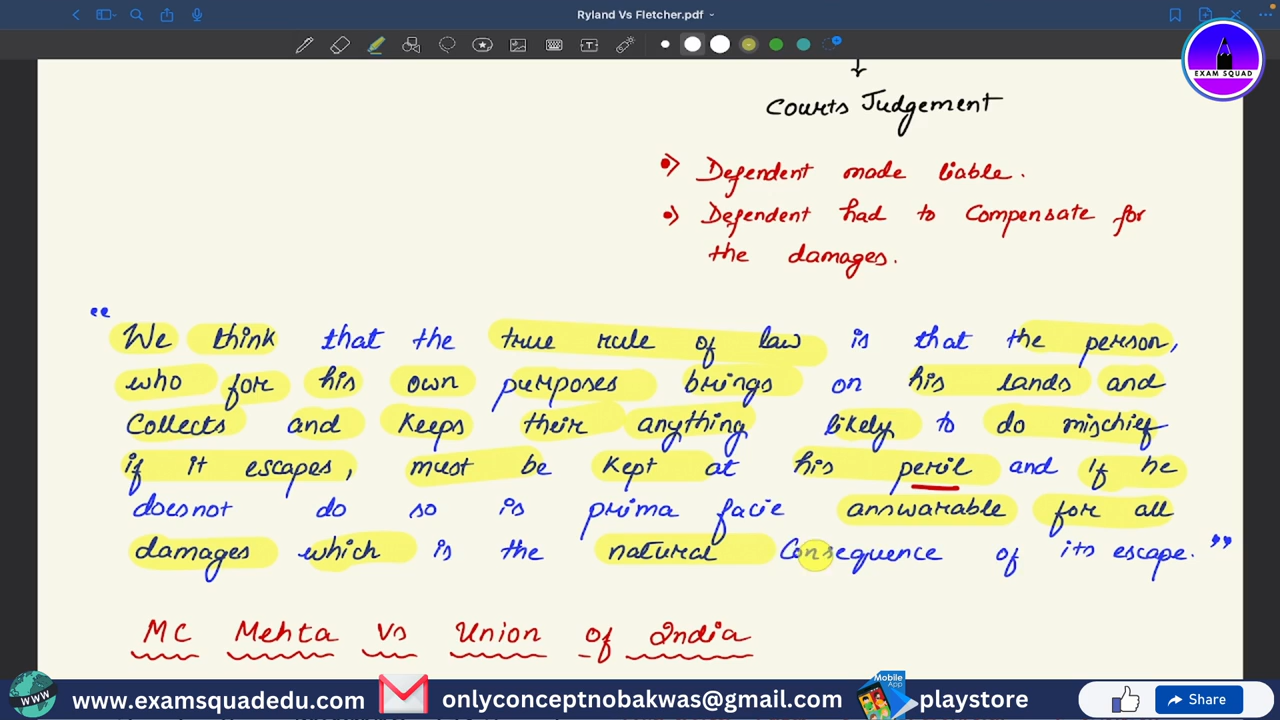 Ryland Vs Fletcher.pdf
EXAM SQUAD
Courts Judgement
Defendent made liable.
Defendent had to Compensate for
the damages.
“ We think that the true rule of law is that the person,
who for his own purposes brings on his lands and
Collects and Keeps their anything likely to do mischief
if it escapes, must be kept at his peril and If he
doesnot do so is prima facie answarable for all
damages which is the natural Consequence of its escape. ”
MC Mehta Vs Union of India
WWW www.examsquadedu.com onlyconceptnobakwas@gmail.com Mobile App playstore Share